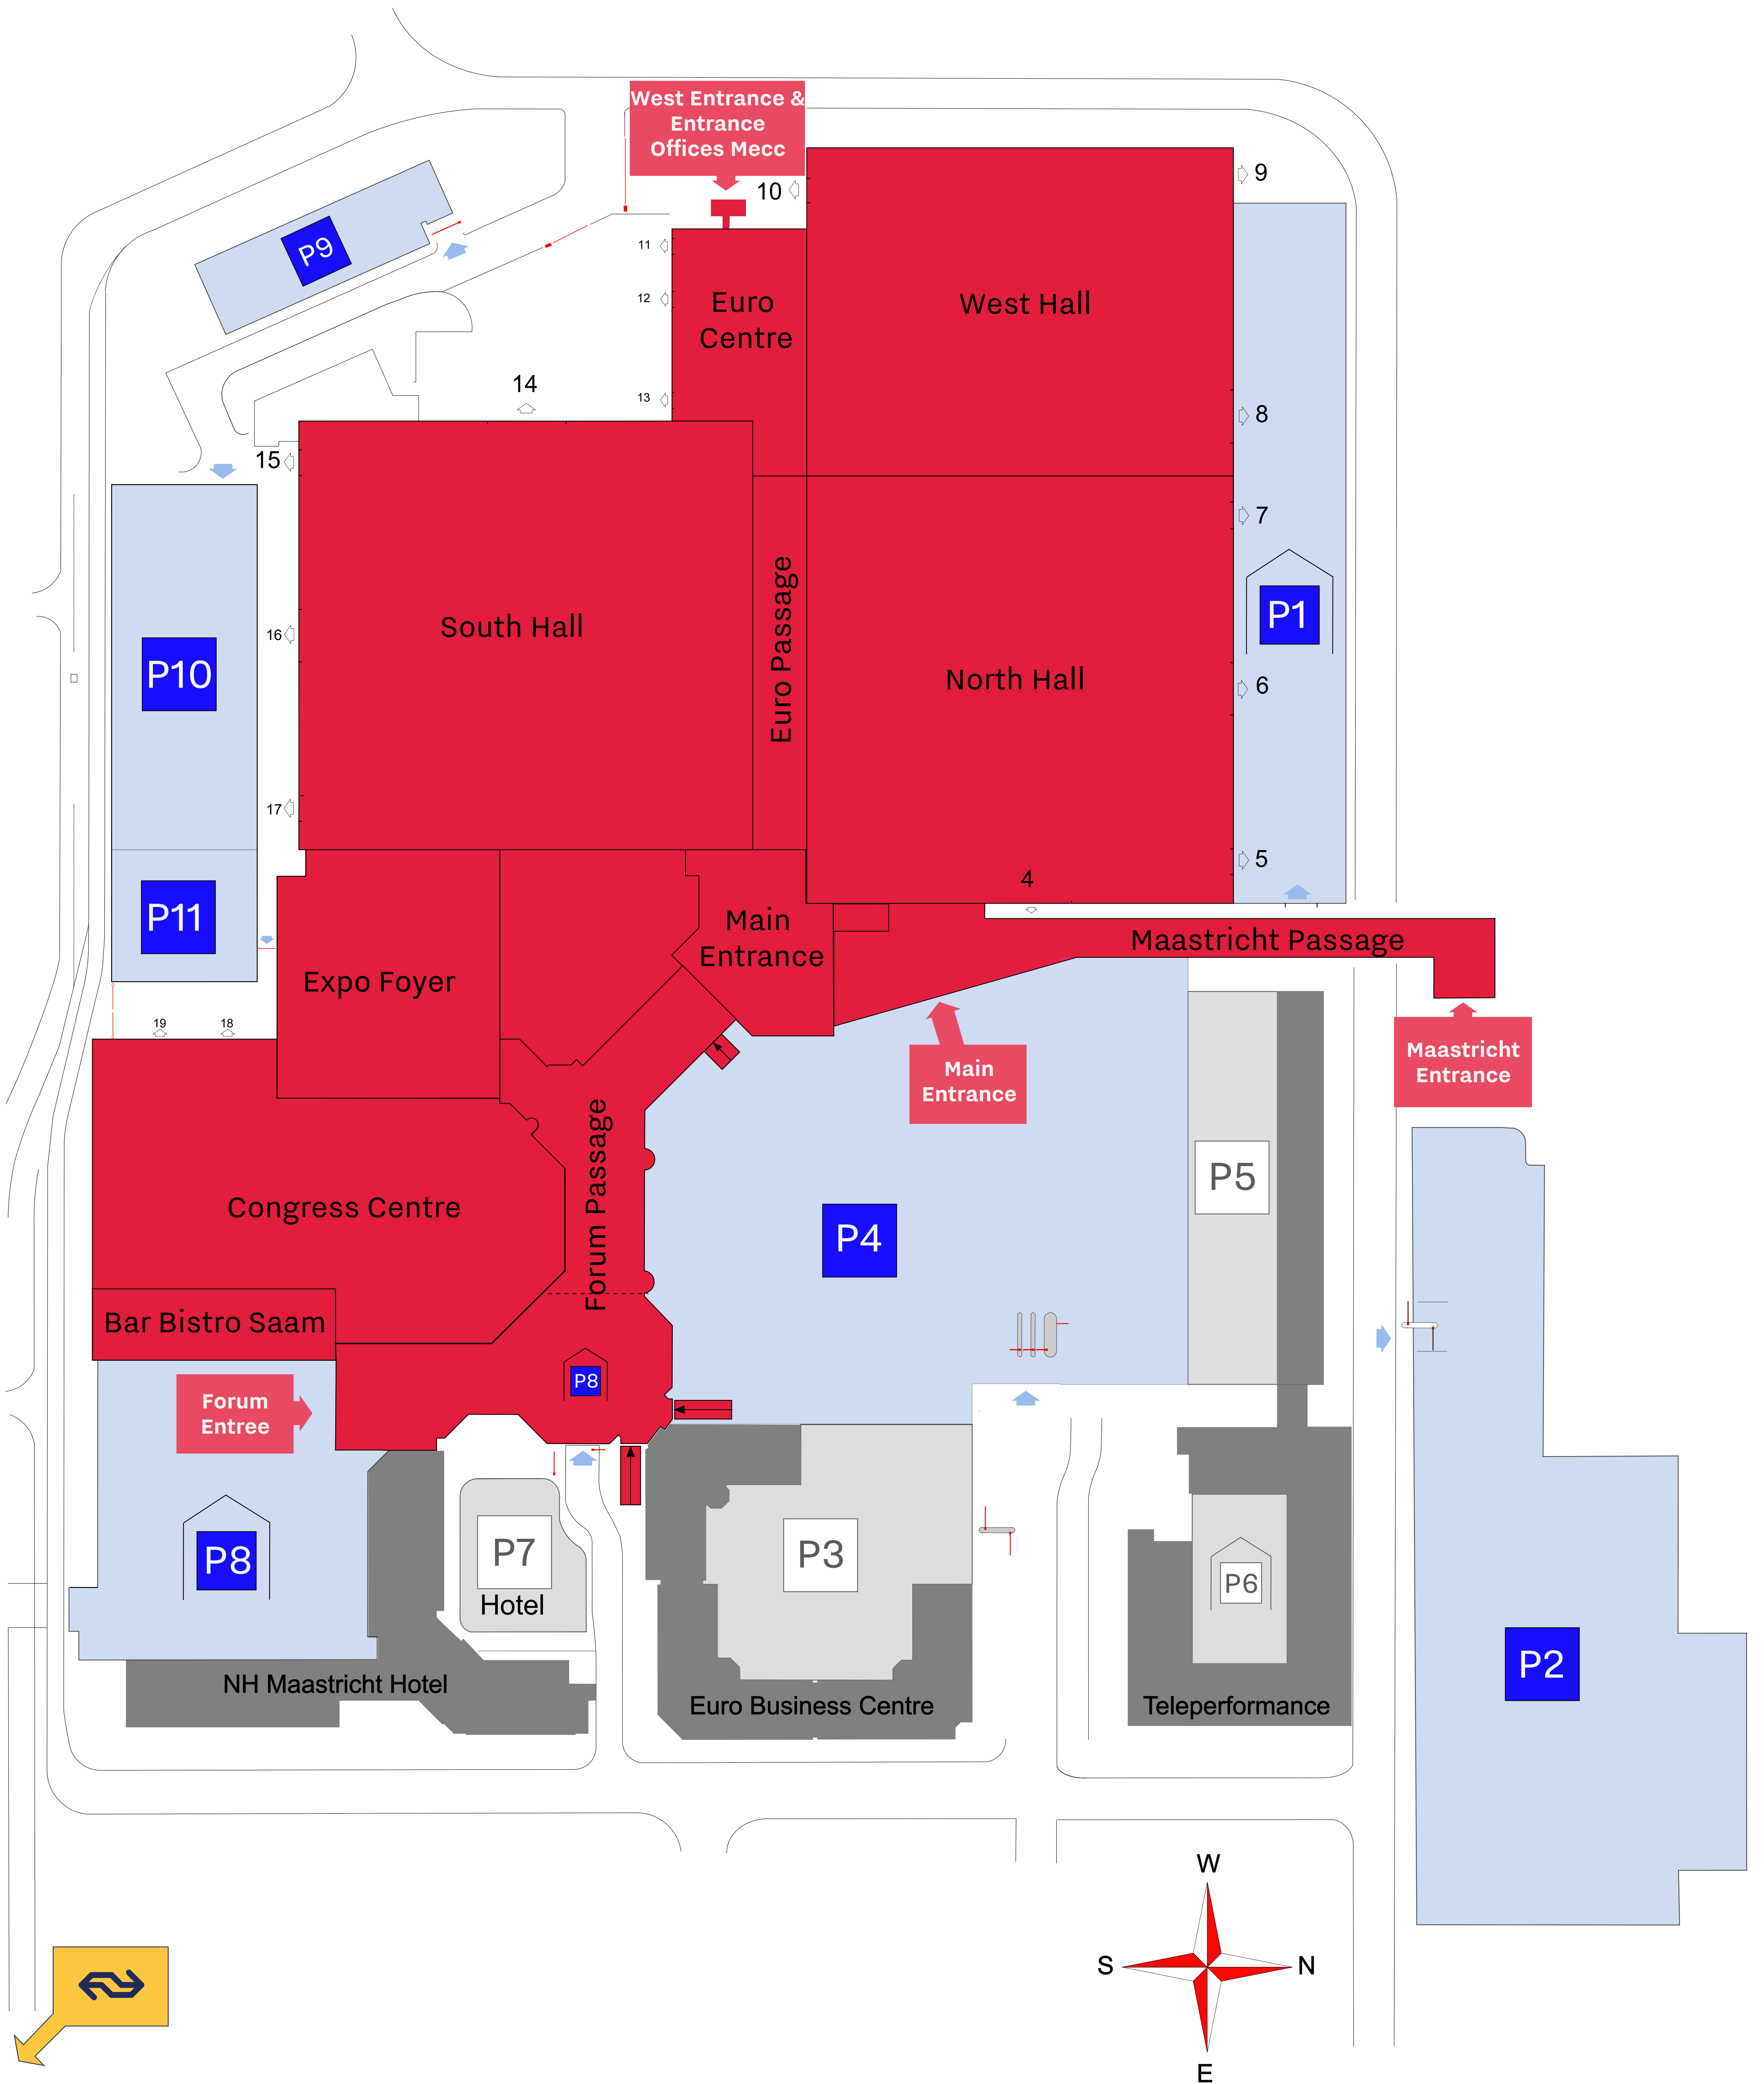 West Entrance &
Entrance
Offices Mecc
9
10
P9
11
12
Euro
Centre
West Hall
13
14
8
15
7
P1
South Hall
Euro Passage
16
P10
North Hall
6
17
5
4
P11
Main
Entrance
Maastricht Passage
Expo Foyer
19
18
Main
Entrance
Maastricht
Entrance
P5
Congress Centre
Forum Passage
P4
Bar Bistro Saam
P8
Forum
Entree
P8
P7
Hotel
P3
P6
P2
NH Maastricht Hotel
Euro Business Centre
Teleperformance
W
S
N
E